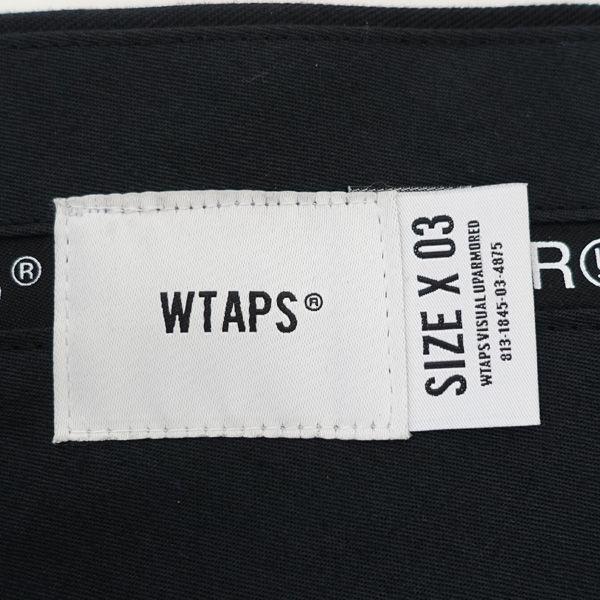 WTAPS®
SIZE X 03
WTAPS VISUAL UPARMORED
813-1845-03-4875
®
R